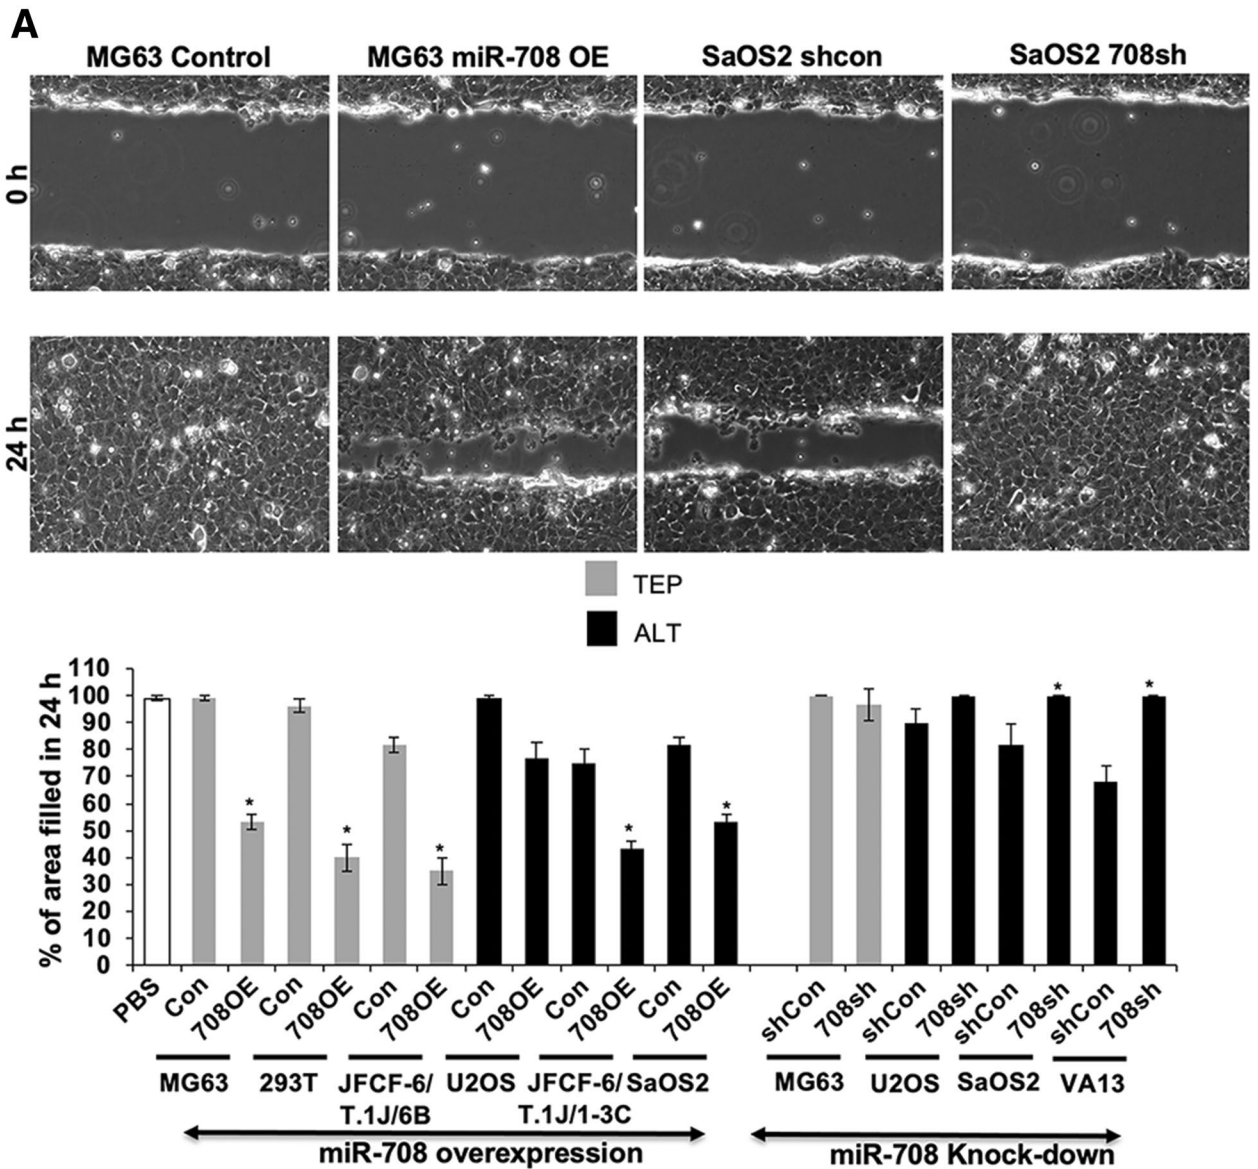 A
MG63 Control MG63 miR-708 OE SaOS2 shcon SaOS2 708sh
0 h
24 h
TEP
ALT
% of area filled in 24 h
110
100
90
80
70
60
50
40
30
20
10
0
* * * * * * *
PBS Con 708OE Con 708OE Con 708OE Con 708OE Con 708OE Con 708OE shCon 708sh shCon 708sh shCon 708sh shCon 708sh
MG63 293T JFCF-6/ U2OS JFCF-6/ SaOS2 MG63 U2OS SaOS2 VA13
T.1J/6B T.1J/1-3C
miR-708 overexpression miR-708 Knock-down